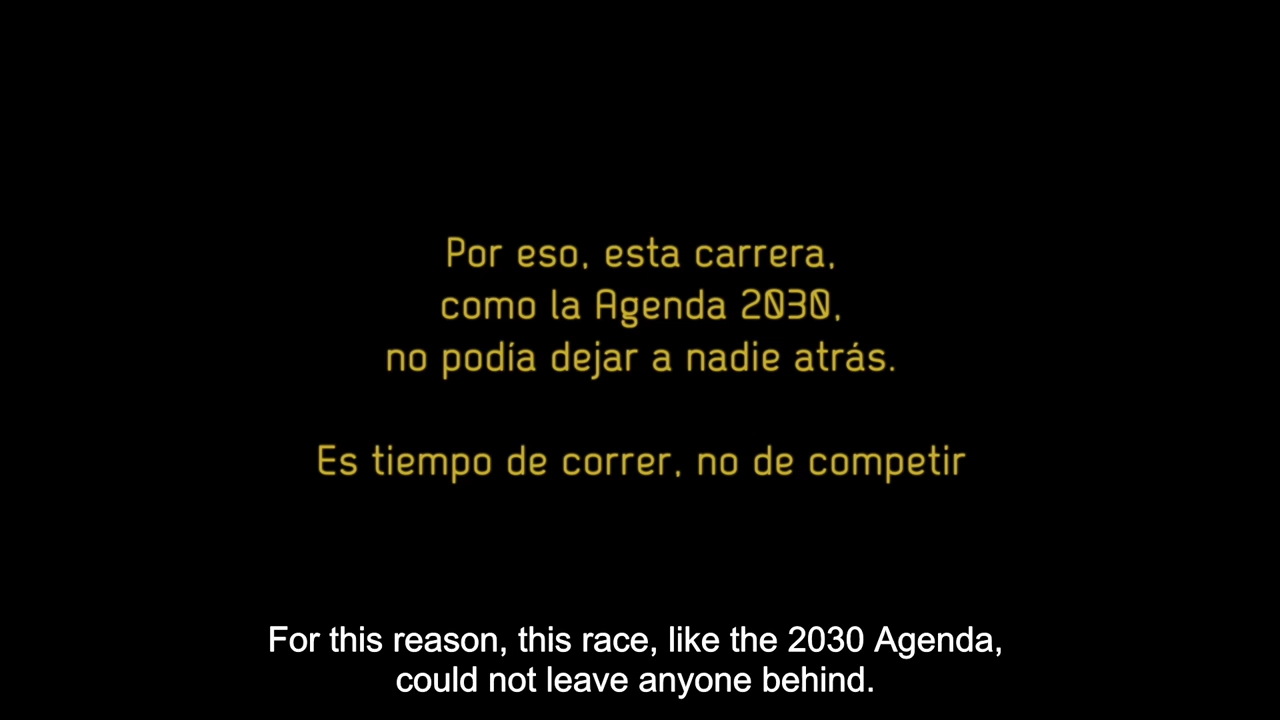 Por eso, esta carrera,
como la Agenda 2030,
no podía dejar a nadie atrás.
Es tiempo de correr, no de competir
For this reason, this race, like the 2030 Agenda,
could not leave anyone behind.